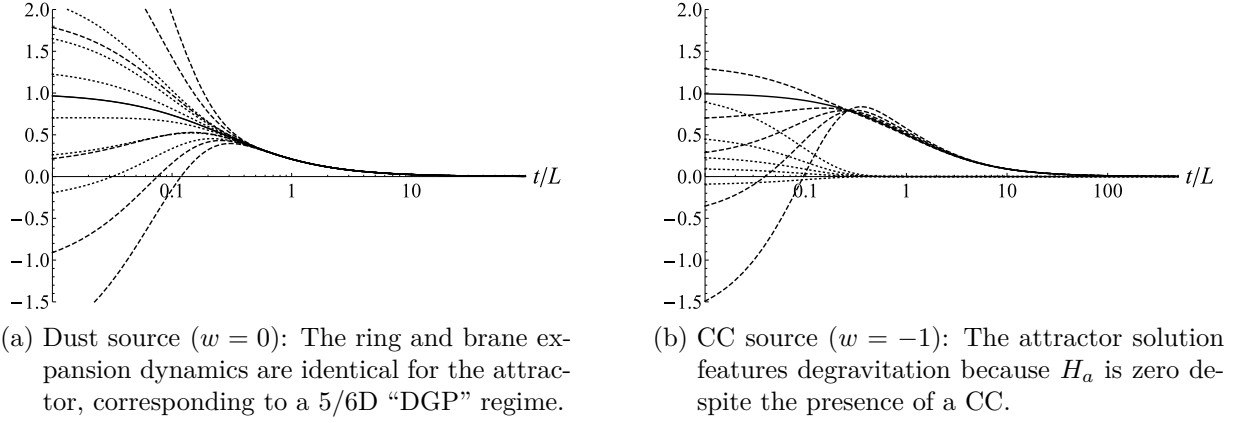 2.0
1.5
1.0
0.5
0.0
−0.5
−1.0
−1.5
0.1
1
10
t/L
2.0
1.5
1.0
0.5
0.0
−0.5
−1.0
−1.5
0.1
1
10
100
t/L
(a) Dust source (w = 0): The ring and brane ex-
pansion dynamics are identical for the attrac-
tor, corresponding to a 5/6D “DGP” regime.
(b) CC source (w = −1): The attractor solution
features degravitation because Hₐ is zero de-
spite the presence of a CC.